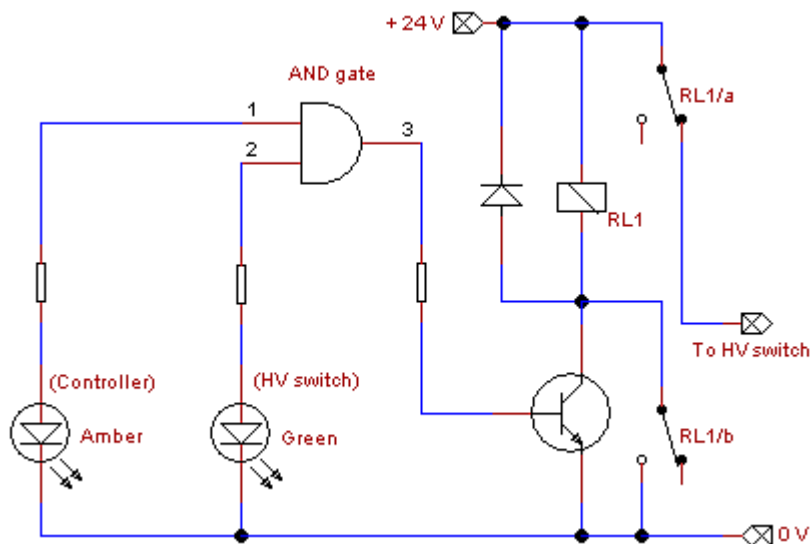 + 24 V
AND gate
RL1/a
1
3
2
RL1
To HV switch
(Controller)
(HV switch)
Amber
Green
RL1/b
0 V